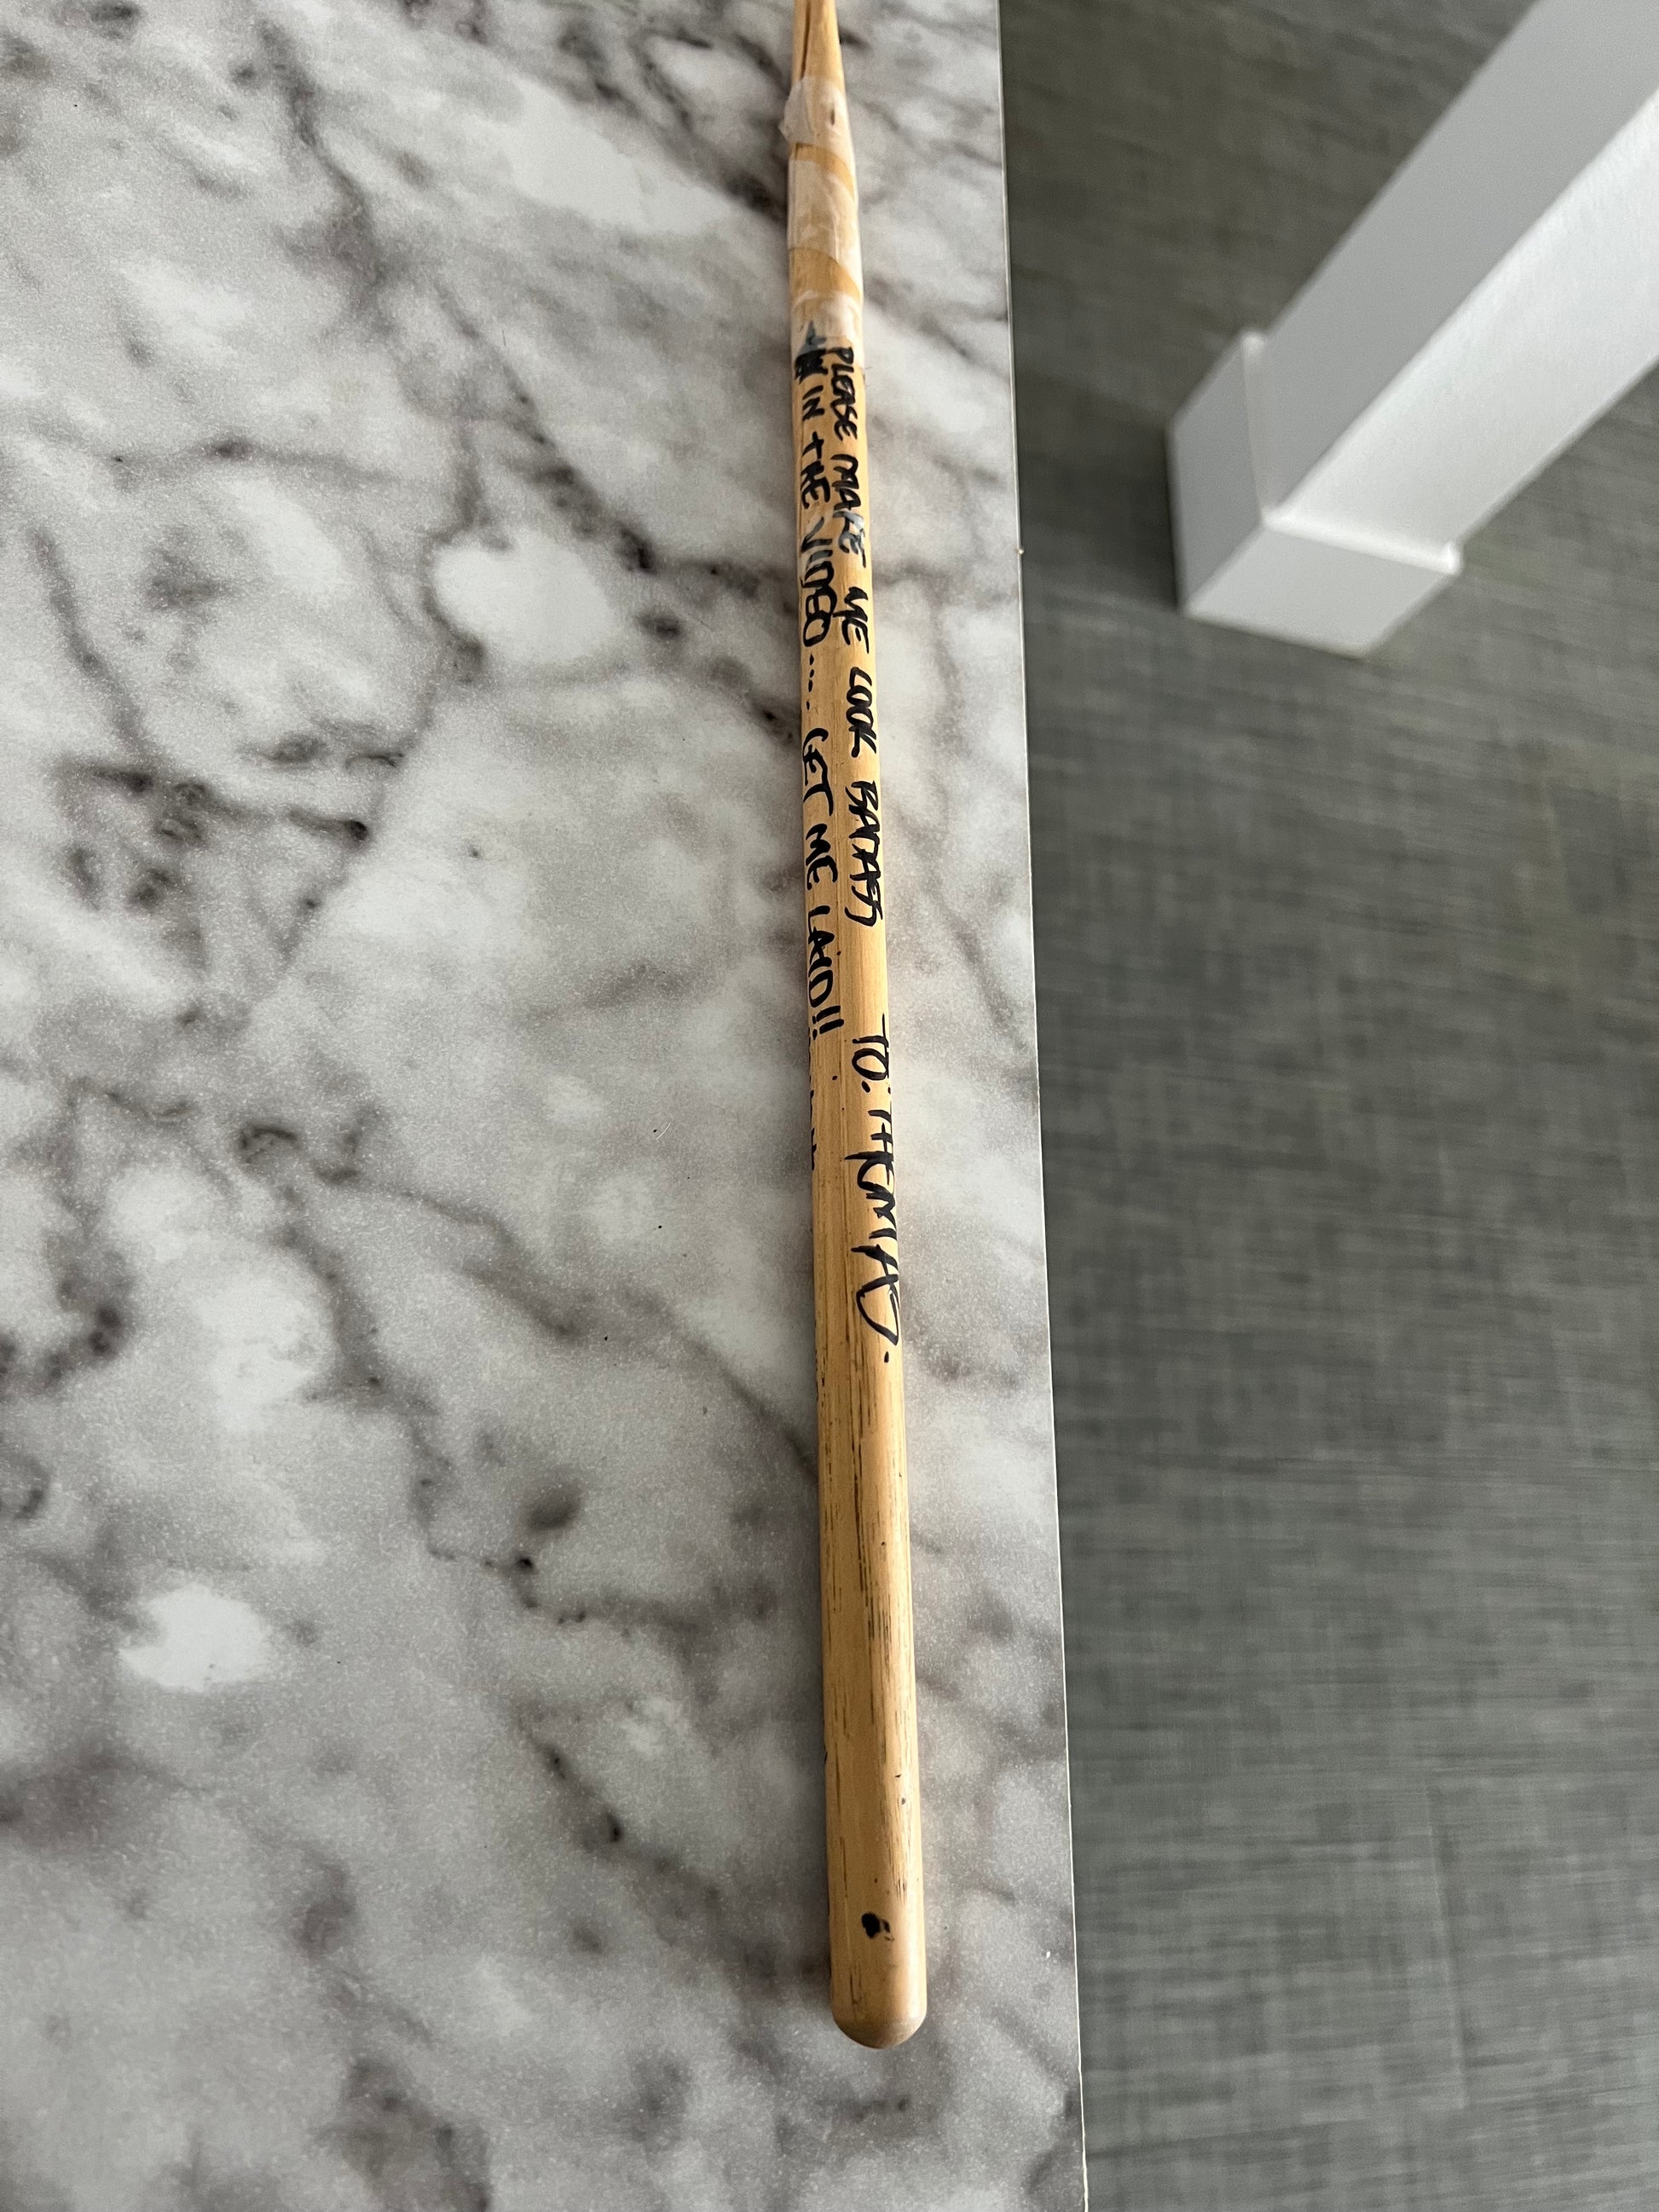 TO: THOMAS.
PLEASE MAKE ME LOOK BADASS
IN THE VIDEO.... GET ME LAID!!